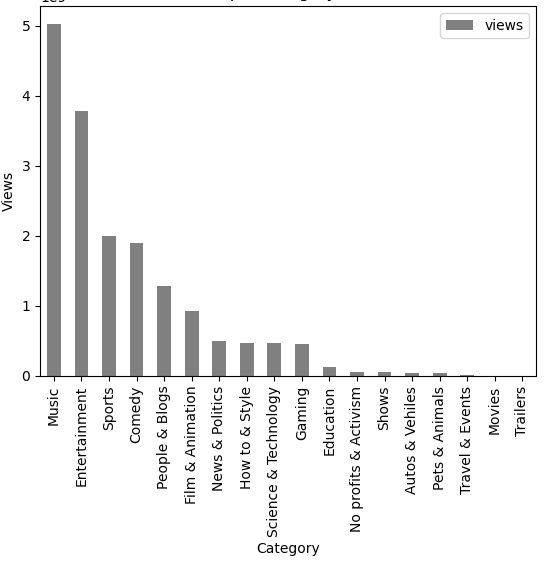 views
5
4
3
2
1
0
Views
Music
Entertainment
Sports
Comedy
People & Blogs
Film & Animation
News & Politics
How to & Style
Science & Technology
Gaming
Education
No profits & Activism
Shows
Autos & Vehiles
Pets & Animals
Travel & Events
Movies
Trailers
Category